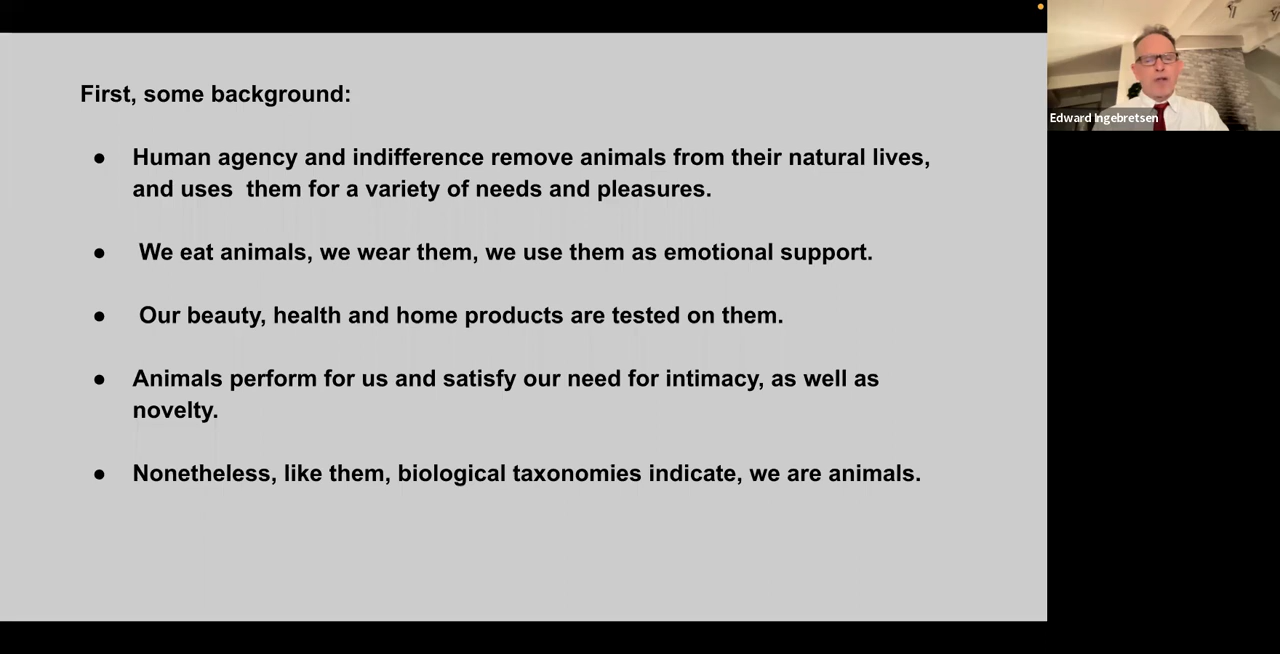 First, some background:
● Human agency and indifference remove animals from their natural lives,
and uses  them for a variety of needs and pleasures.
● We eat animals, we wear them, we use them as emotional support.
● Our beauty, health and home products are tested on them.
● Animals perform for us and satisfy our need for intimacy, as well as
novelty.
● Nonetheless, like them, biological taxonomies indicate, we are animals.
Edward Ingebretsen